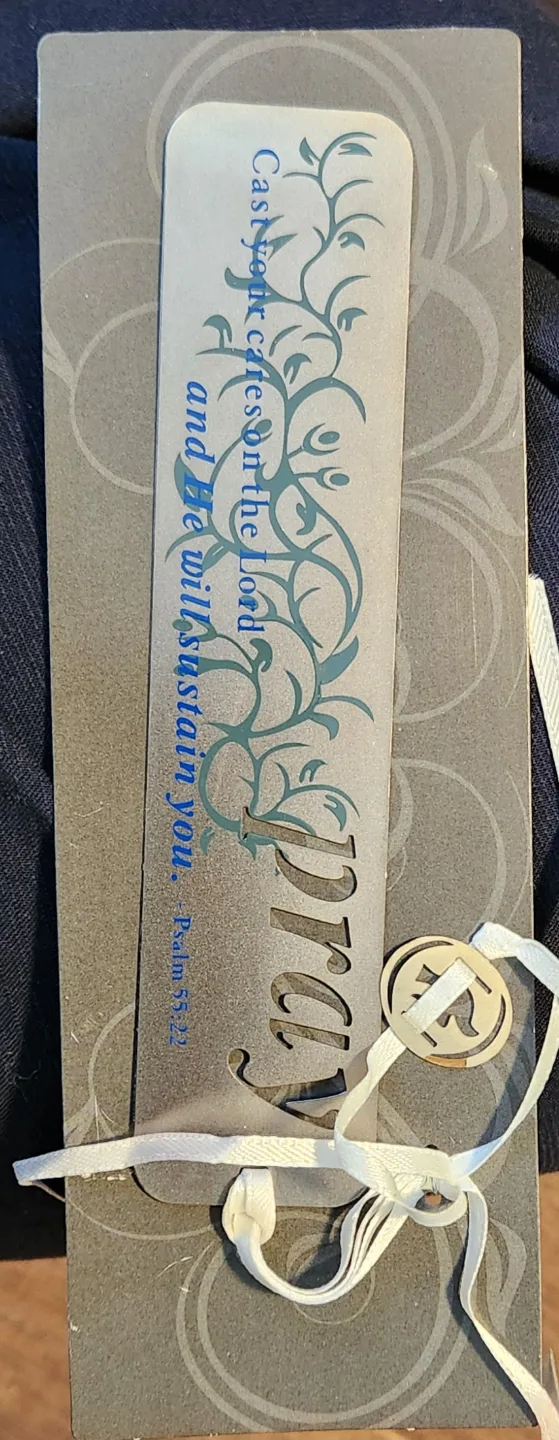 Cast your cares on the Lord
and He will sustain you. - Psalm 55:22
pray